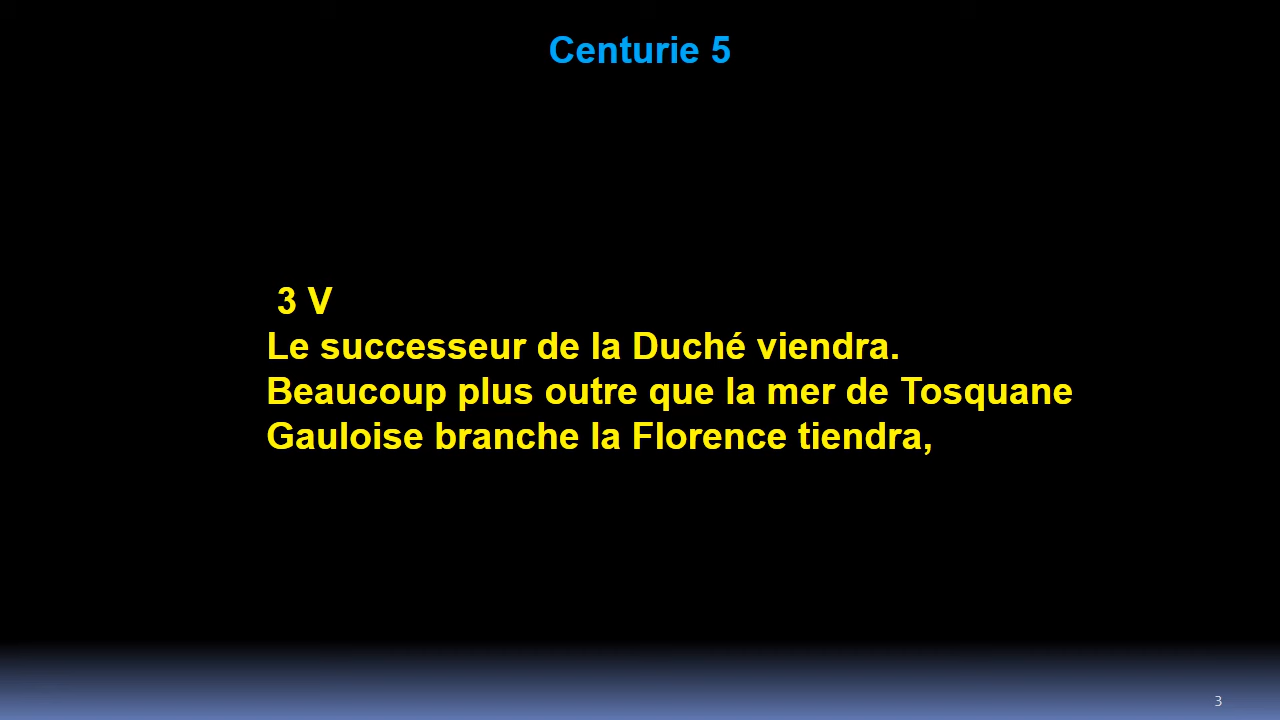 Centurie 5
3 V
Le successeur de la Duché viendra.
Beaucoup plus outre que la mer de Tosquane
Gauloise branche la Florence tiendra,
3